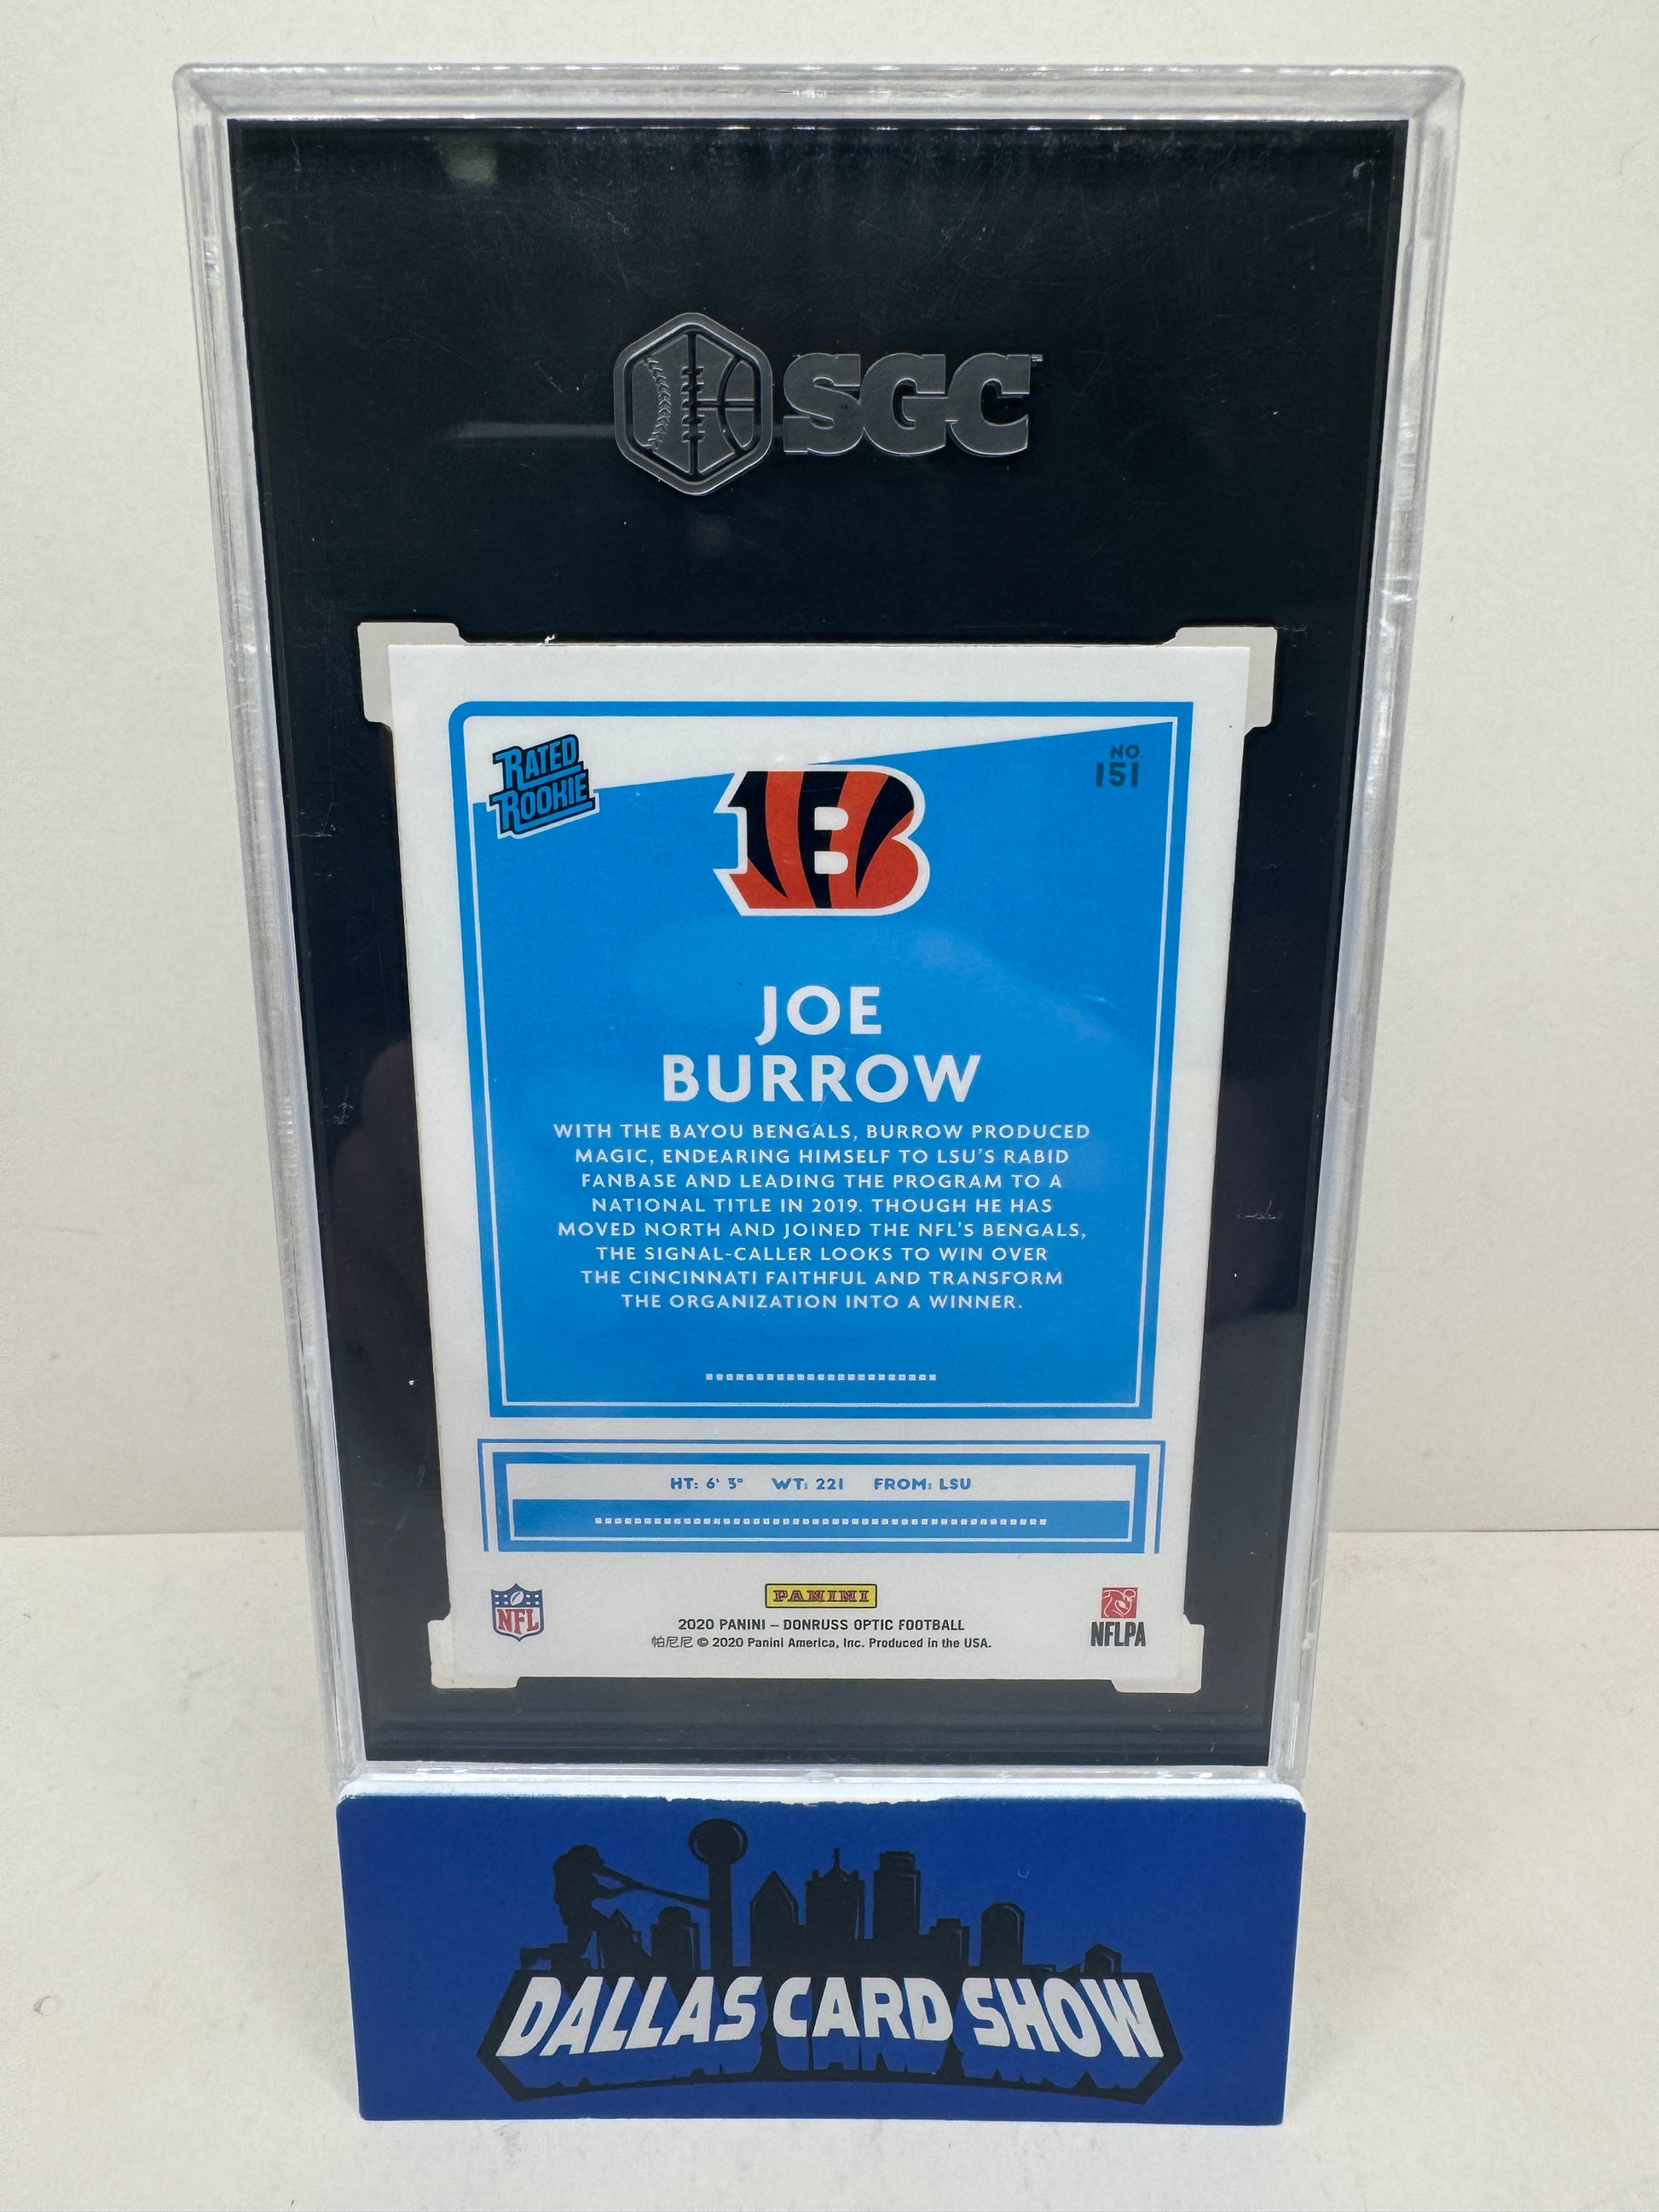 SGC
RATED
ROOKIE
NO.
151
B
JOE
BURROW
WITH THE BAYOU BENGALS, BURROW PRODUCED
MAGIC, ENDEARING HIMSELF TO LSU'S RABID
FANBASE AND LEADING THE PROGRAM TO A
NATIONAL TITLE IN 2019. THOUGH HE HAS
MOVED NORTH AND JOINED THE NFL'S BENGALS,
THE SIGNAL-CALLER LOOKS TO WIN OVER
THE CINCINNATI FAITHFUL AND TRANSFORM
THE ORGANIZATION INTO A WINNER.
HT: 6' 3" WT: 221 FROM: LSU
NFL
PANINI
2020 PANINI – DONRUSS OPTIC FOOTBALL
帕尼尼 © 2020 Panini America, Inc. Produced in the USA.
NFLPA
DALLAS CARD SHOW